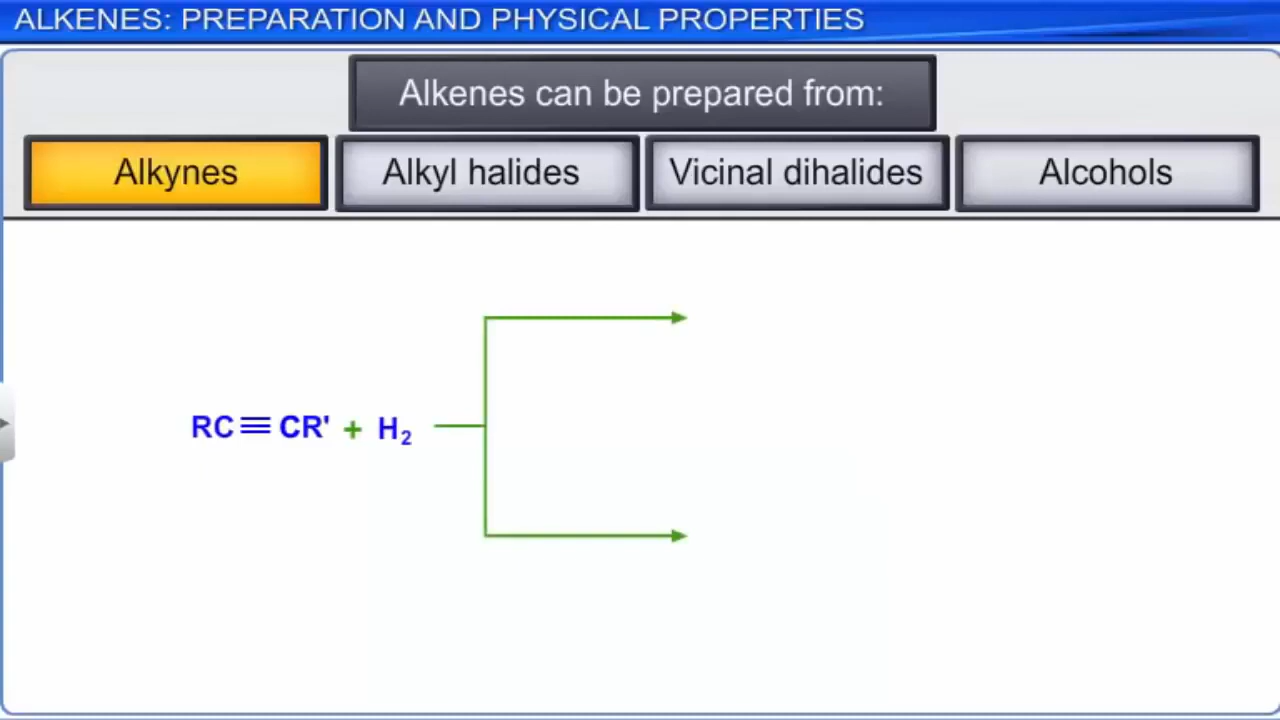 ALKENES: PREPARATION AND PHYSICAL PROPERTIES
Alkenes can be prepared from:
Alkynes
Alkyl halides
Vicinal dihalides
Alcohols
RC≡CR' + H₂